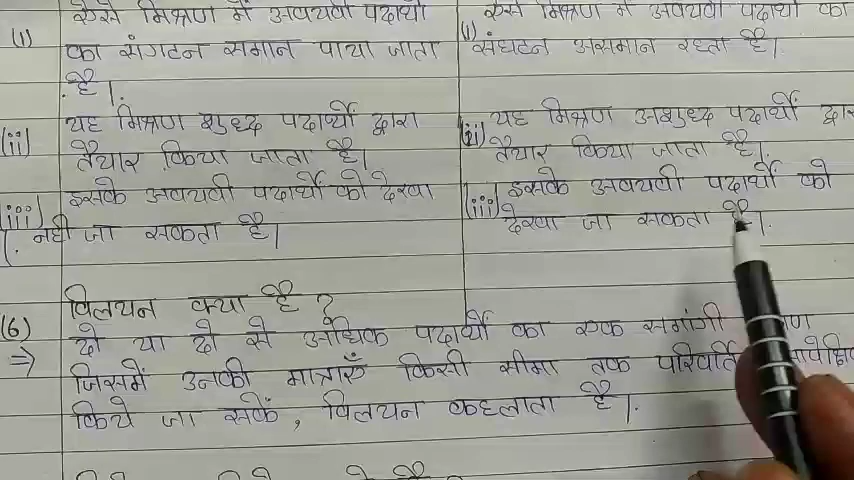 ऐसे मिश्रण में अवयवी पदार्थों
(i) का संगठन समान पाया जाता
है।
(ii) यह मिश्रण शुध्द पदार्थों द्वारा
तैयार किया जाता है।
(iii) इसके अवयवी पदार्थों को देखा
नही जा सकता है।
ऐसे मिश्रण में अवयवी पदार्थों का
(i) संघटन असमान रहता है।
(ii) यह मिश्रण अशुध्द पदार्थों
तैयार किया जाता है।
(iii) इसके अवयवी पदार्थों को
देखा जा सकता है।
(6) विलयन क्या है ?
⇒ दो या दो से अधिक पदार्थों का एक समांगी
जिसमें उनकी मात्राएँ किसी सीमा तक
किये जा सकें, विलयन कहलाता है।